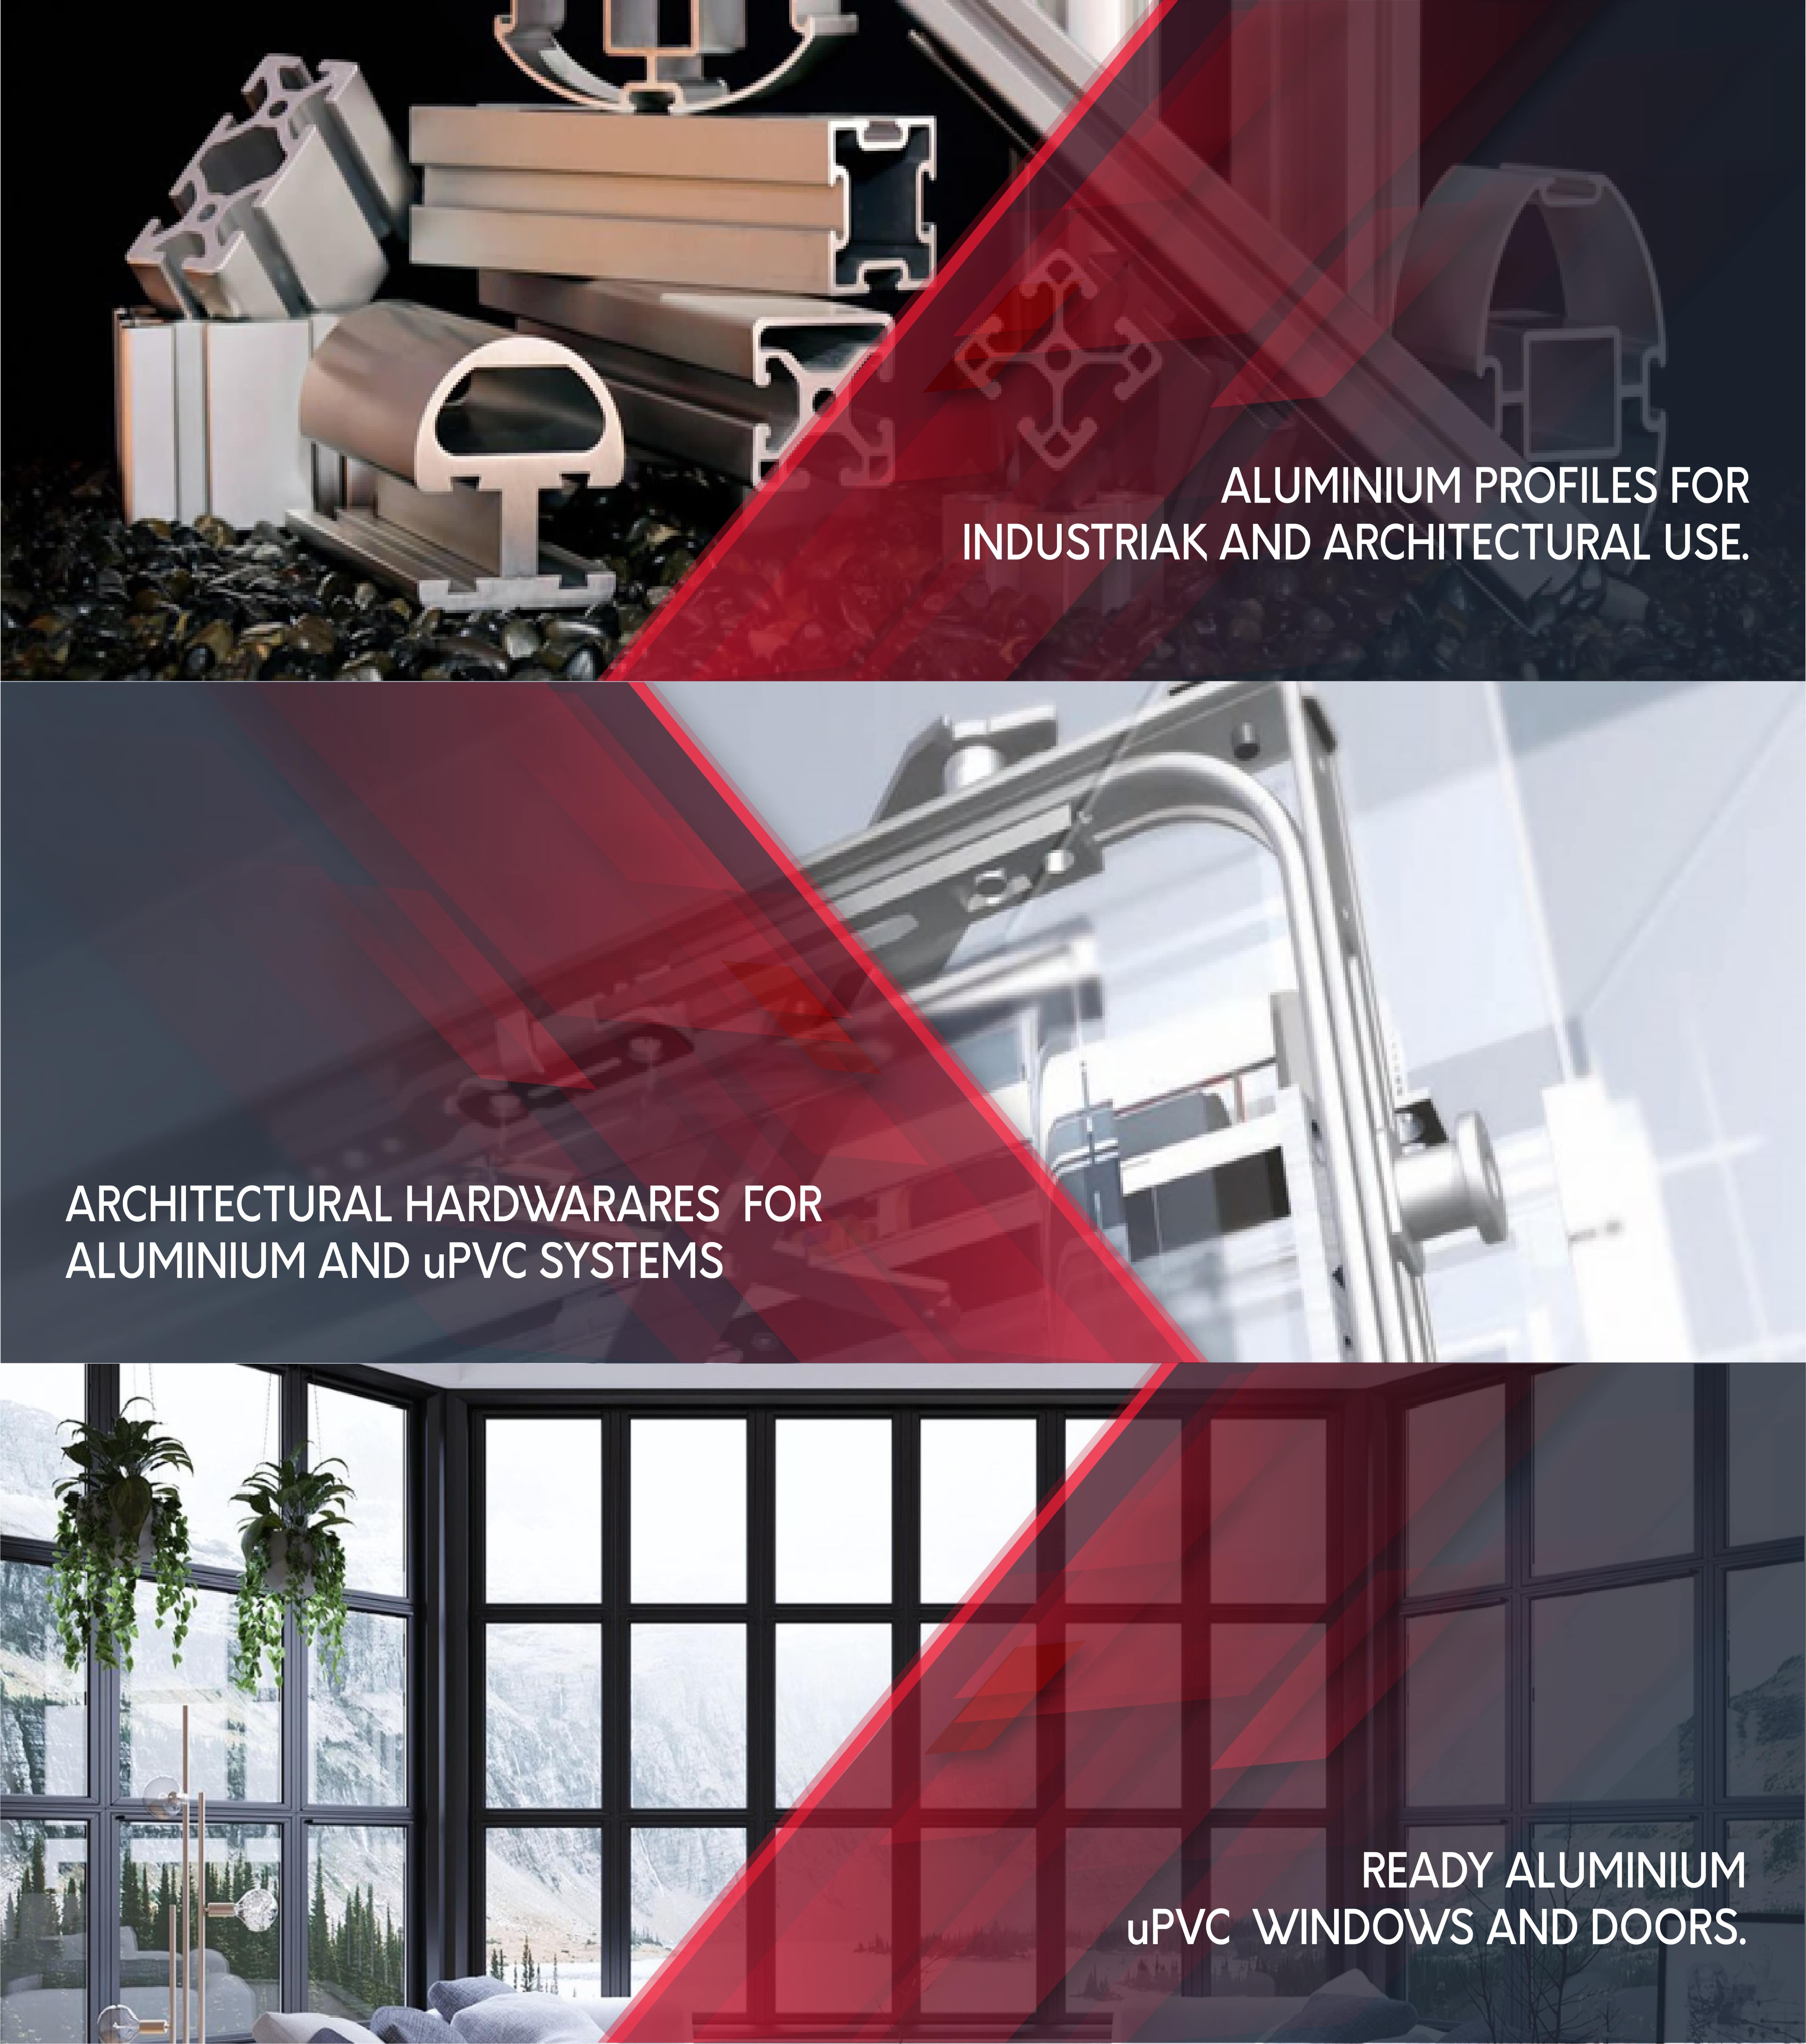 ALUMINIUM PROFILES FOR
INDUSTRIAK AND ARCHITECTURAL USE.
ARCHITECTURAL HARDWARARES FOR
ALUMINIUM AND uPVC SYSTEMS
READY ALUMINIUM
uPVC WINDOWS AND DOORS.